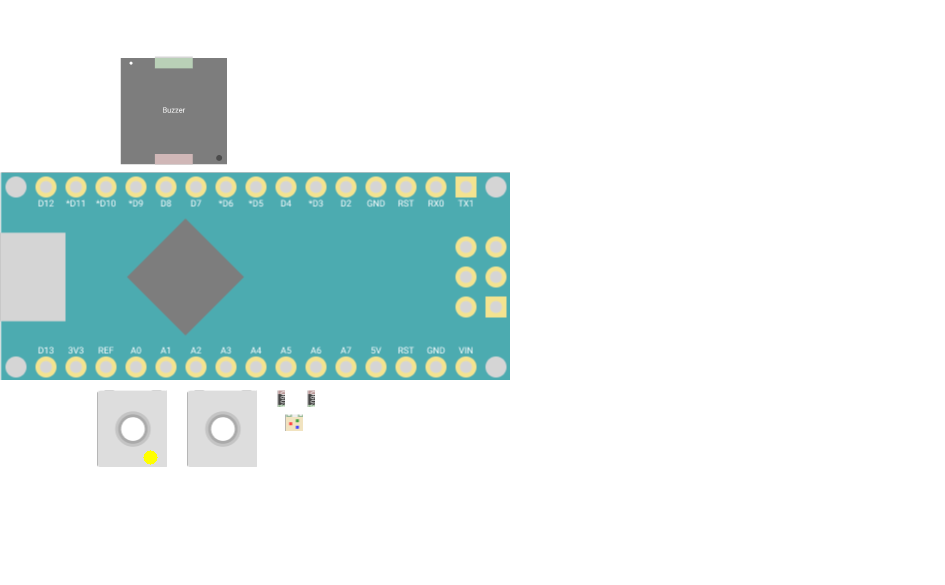 Buzzer
D12 *D11 *D10 *D9 D8 D7 *D6 *D5 D4 *D3 D2 GND RST RX0 TX1
D13 3V3 REF A0 A1 A2 A3 A4 A5 A6 A7 5V RST GND VIN